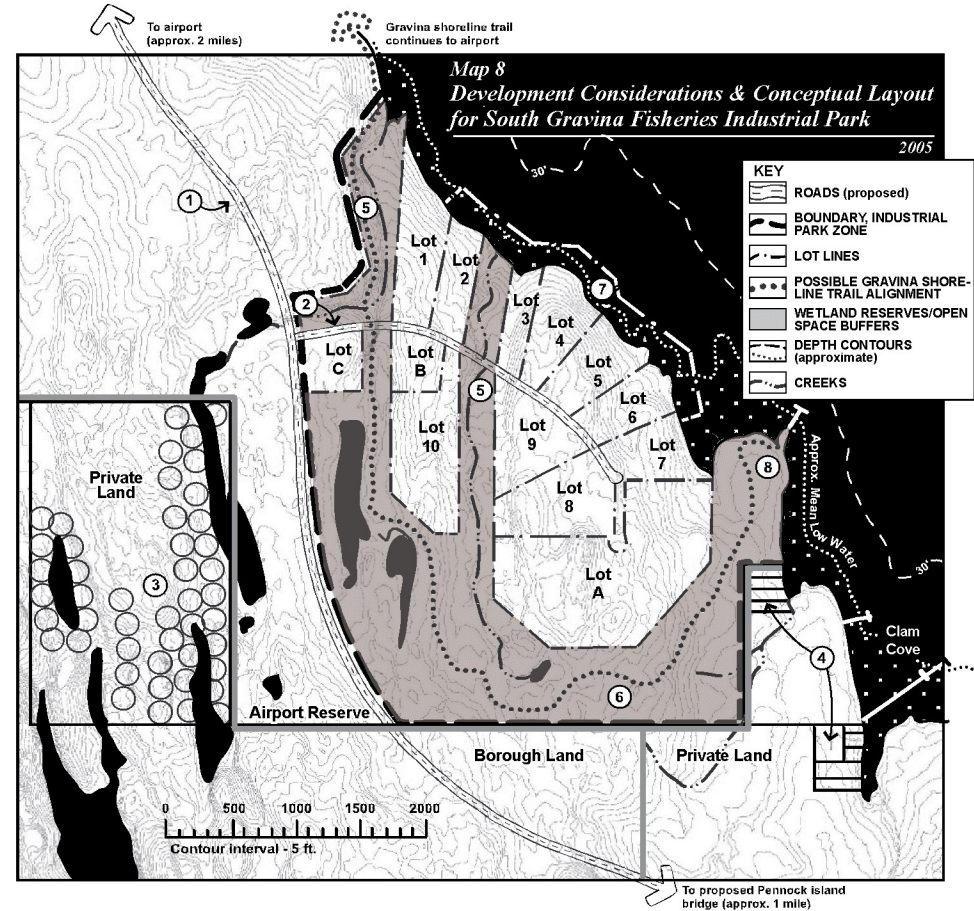 To airport
(approx. 2 miles)
Gravina shoreline trail
continues to airport
Map 8
Development Considerations & Conceptual Layout
for South Gravina Fisheries Industrial Park
2005
KEY
ROADS (proposed)
BOUNDARY, INDUSTRIAL
PARK ZONE
LOT LINES
POSSIBLE GRAVINA SHORE-
LINE TRAIL ALIGNMENT
WETLAND RESERVES/OPEN
SPACE BUFFERS
DEPTH CONTOURS
(approximate)
CREEKS
30'
1
5
2
7
Lot
1
Lot
2
Lot
3
Lot
4
Lot
5
Lot
6
Lot
7
Lot
C
Lot
B
5
Lot
9
Lot
10
Lot
8
8
Private
Land
3
Lot
A
Approx. Mean Low Water
30'
Clam
Cove
4
6
Airport Reserve
Borough Land
Private Land
0 500 1000 1500 2000
Contour interval - 5 ft.
To proposed Pennock island
bridge (approx. 1 mile)